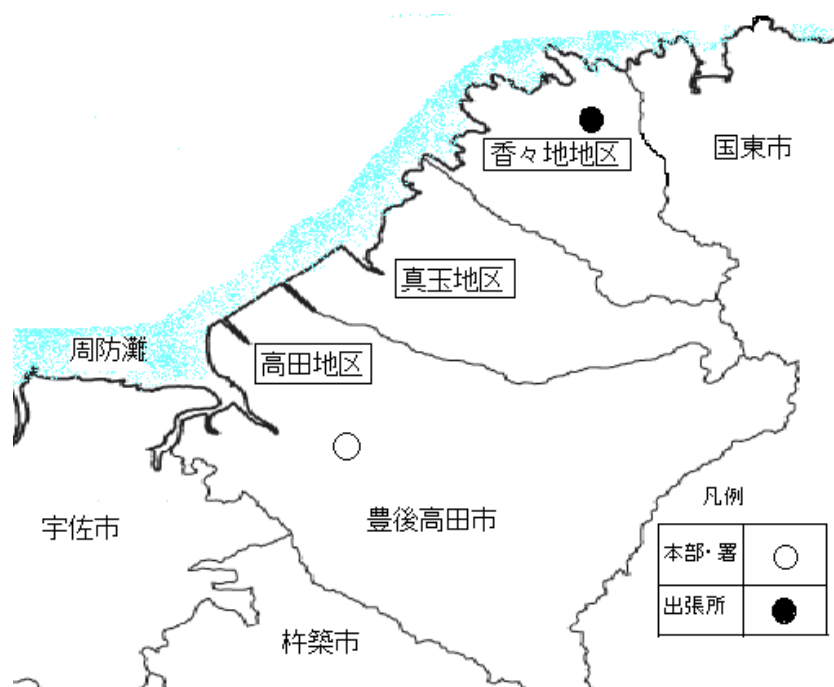 香々地地区
国東市
真玉地区
周防灘
高田地区
宇佐市
豊後高田市
杵築市
凡例
本部・署
出張所